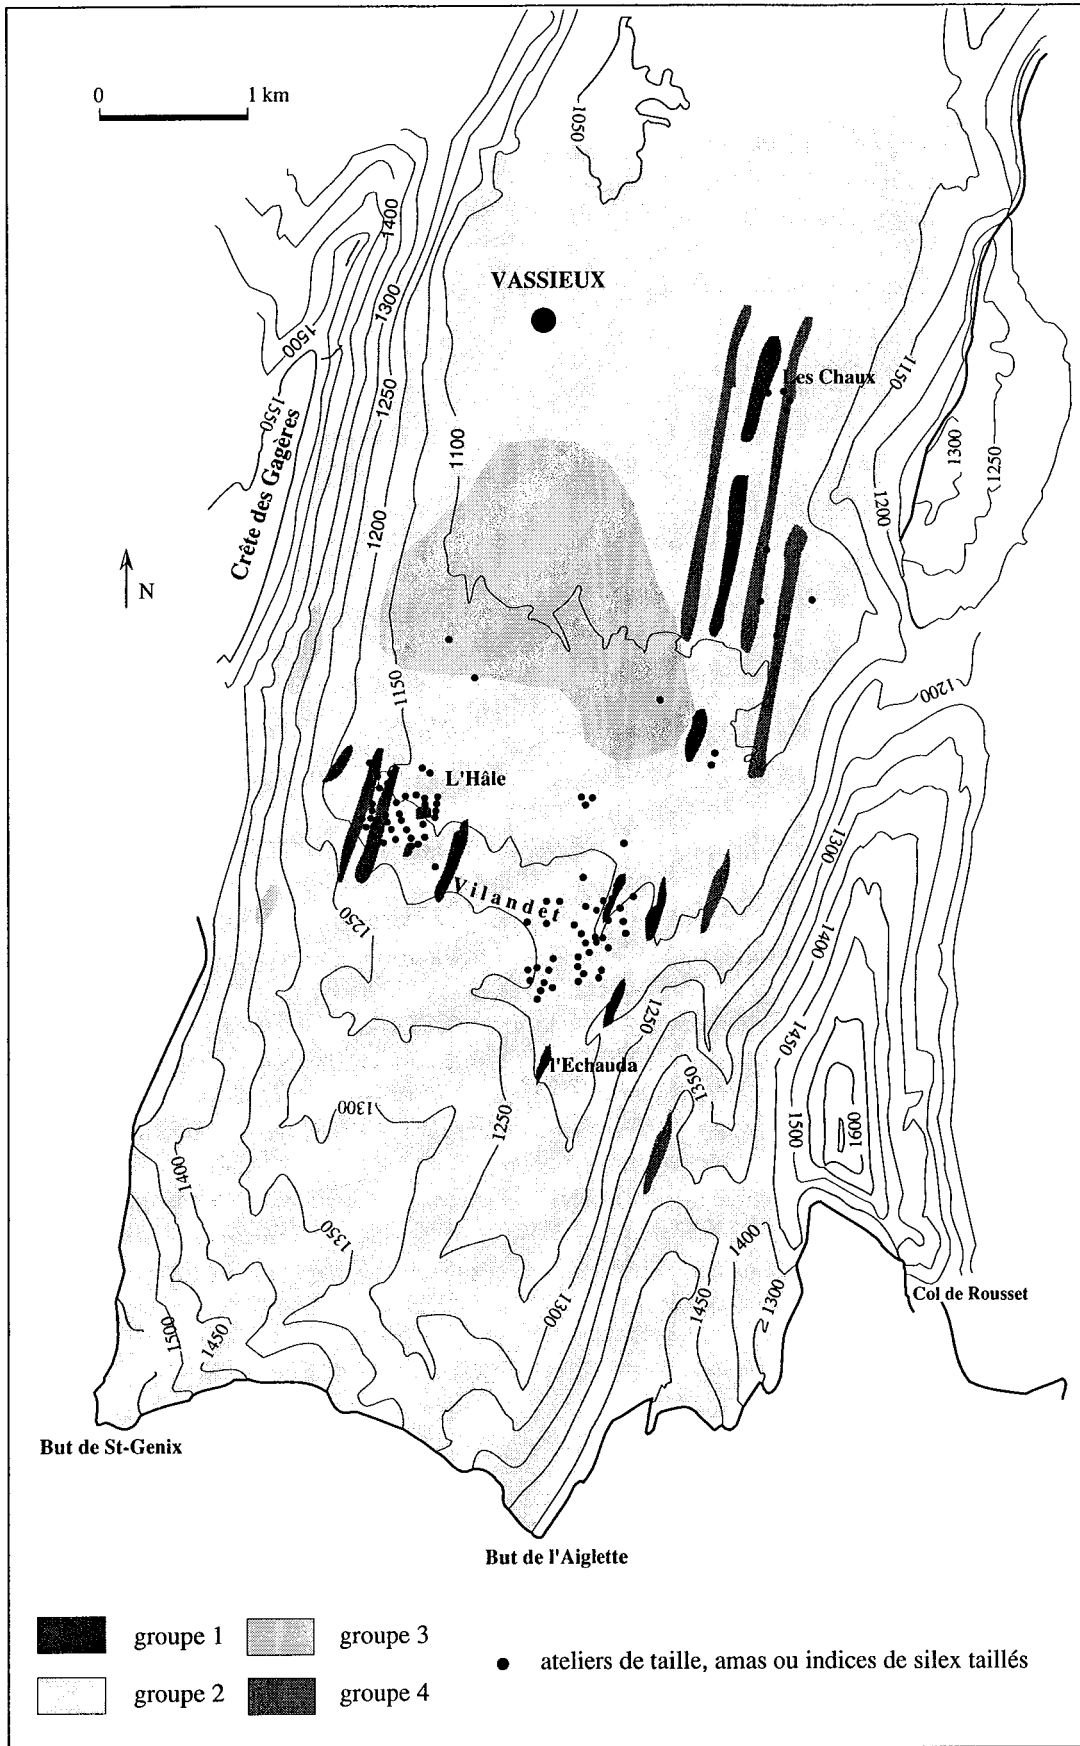 0 1 km
1050
1400
VASSIEUX
1300
1500
1150
Les Chaux
1250
1550
1100
1300
1250
Crête des Gagères
1200
1200
N
1150
1200
L'Hâle
1300
Vilandet
1250
1400
1250
1450
l'Echauda
1350
1300
1250
1500
1600
1400
1350
1400
1300
Col de Rousset
1300
1450
1500
1450
But de St-Genix
But de l'Aiglette
groupe 1
groupe 3
ateliers de taille, amas ou indices de silex taillés
groupe 2
groupe 4